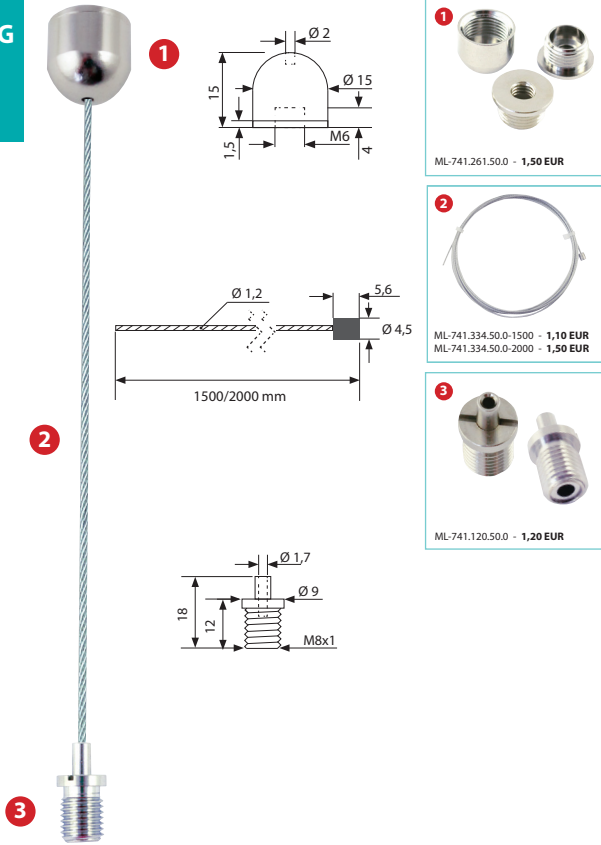 G
1
Ø 2
15
Ø 15
1,5
M6
4
1
ML-741.261.50.0 - 1,50 EUR
2
Ø 1,2
5,6
Ø 4,5
1500/2000 mm
2
ML-741.334.50.0-1500 - 1,10 EUR
ML-741.334.50.0-2000 - 1,50 EUR
3
ML-741.120.50.0 - 1,20 EUR
Ø 1,7
18
12
Ø 9
M8x1
3